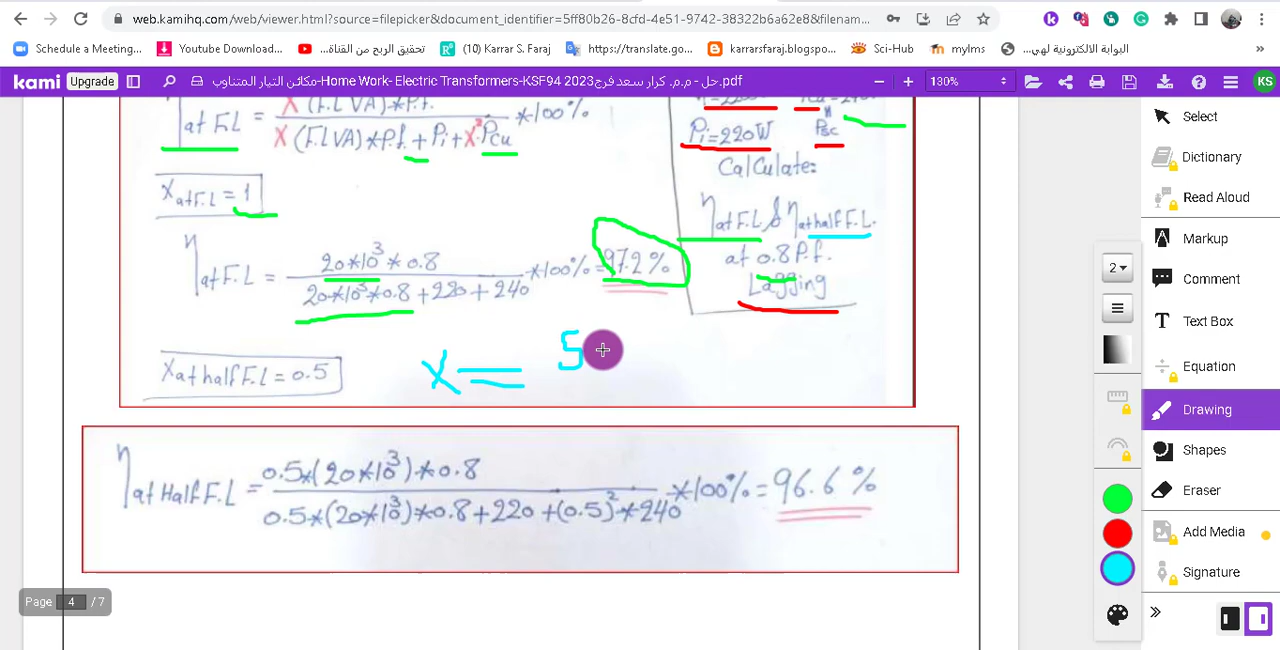 web.kamihq.com/web/viewer.html?source=filepicker&document_identifier=5ff80b26-8cfd-4e51-9742-38322b6a62e8&filenam...
Schedule a Meeting...
Youtube Download...
تحقيق الربح من القناة...
(10) Karrar S. Faraj
https://translate.go...
karrarsfaraj.blogspo...
Sci-Hub
mylms
البوابة الالكترونية لهي...
»
kami Upgrade
حل - م.م. كرار سعد فرج-Home Work- Electric Transformers-KSF94 2023-مكائن التيار المتناوب.pdf
130%
KS
η at F.L = X (F.L VA)*P.f. / X (F.L VA)*P.f + Pi + X² Pcu *100%
Pi=220W
Psc
Calculate:
X at F.L = 1
η at F.L & η at half F.L.
at 0.8 P.f.
Lagging
η at F.L = 20*10³*0.8 / 20*10³*0.8+220+240 *100% = 97.2%
X at half F.L = 0.5
X = 5
η at Half F.L = 0.5*(20*10³)*0.8 / 0.5*(20*10³)*0.8+220+(0.5)²*240 *100% = 96.6%
Page 4 / 7
2
Select
Dictionary
Read Aloud
Markup
Comment
T Text Box
Equation
Drawing
Shapes
Eraser
Add Media
Signature
»